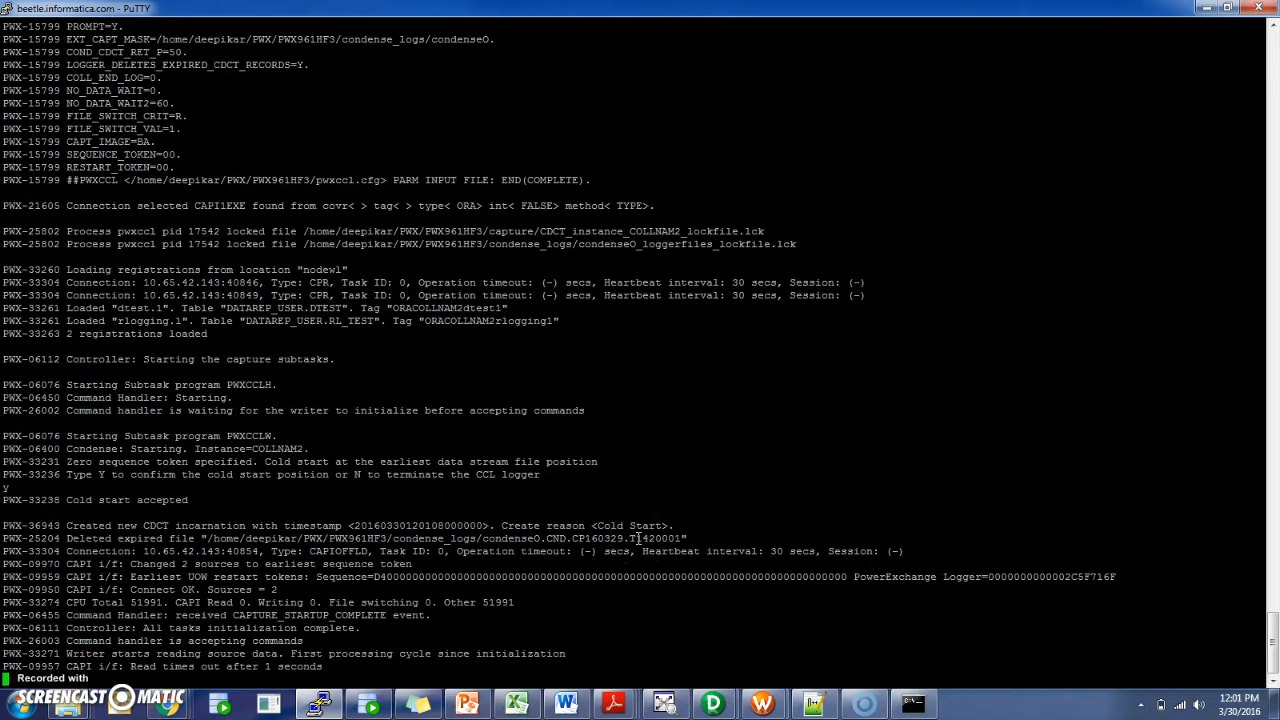 beetle.informatica.com - PuTTY
PWX-15799 PROMPT=Y.
PWX-15799 EXT_CAPT_MASK=/home/deepikar/PWX/PWX961HF3/condense_logs/condenseO.
PWX-15799 COND_CDCT_RET_P=50.
PWX-15799 LOGGER_DELETES_EXPIRED_CDCT_RECORDS=Y.
PWX-15799 COLL_END_LOG=0.
PWX-15799 NO_DATA_WAIT=0.
PWX-15799 NO_DATA_WAIT2=60.
PWX-15799 FILE_SWITCH_CRIT=R.
PWX-15799 FILE_SWITCH_VAL=1.
PWX-15799 CAPT_IMAGE=BA.
PWX-15799 SEQUENCE_TOKEN=00.
PWX-15799 RESTART_TOKEN=00.
PWX-15799 ##PWXCCL </home/deepikar/PWX/PWX961HF3/pwxccl.cfg> PARM INPUT FILE: END(COMPLETE).
PWX-21605 Connection selected CAPI1EXE found from covr< > tag< > type< ORA> int< FALSE> method< TYPE>.
PWX-25802 Process pwxccl pid 17542 locked file /home/deepikar/PWX/PWX961HF3/capture/CDCT_instance_COLLNAM2_lockfile.lck
PWX-25802 Process pwxccl pid 17542 locked file /home/deepikar/PWX/PWX961HF3/condense_logs/condenseO_loggerfiles_lockfile.lck
PWX-33260 Loading registrations from location "nodew1"
PWX-33304 Connection: 10.65.42.143:40846, Type: CPR, Task ID: 0, Operation timeout: (-) secs, Heartbeat interval: 30 secs, Session: (-)
PWX-33304 Connection: 10.65.42.143:40849, Type: CPR, Task ID: 0, Operation timeout: (-) secs, Heartbeat interval: 30 secs, Session: (-)
PWX-33261 Loaded "dtest.1". Table "DATAREP_USER.DTEST". Tag "ORACOLLNAM2dtest1"
PWX-33261 Loaded "rlogging.1". Table "DATAREP_USER.RL_TEST". Tag "ORACOLLNAM2rlogging1"
PWX-33263 2 registrations loaded
PWX-06112 Controller: Starting the capture subtasks.
PWX-06076 Starting Subtask program PWXCCLH.
PWX-06450 Command Handler: Starting.
PWX-26002 Command handler is waiting for the writer to initialize before accepting commands
PWX-06076 Starting Subtask program PWXCCLW.
PWX-06400 Condense: Starting. Instance=COLLNAM2.
PWX-33231 Zero sequence token specified. Cold start at the earliest data stream file position
PWX-33236 Type Y to confirm the cold start position or N to terminate the CCL logger
y
PWX-33238 Cold start accepted
PWX-36943 Created new CDCT incarnation with timestamp <20160330120108000000>. Create reason <Cold Start>.
PWX-25204 Deleted expired file "/home/deepikar/PWX/PWX961HF3/condense_logs/condenseO.CND.CP160329.T1420001"
PWX-33304 Connection: 10.65.42.143:40854, Type: CAPIOFFLD, Task ID: 0, Operation timeout: (-) secs, Heartbeat interval: 30 secs, Session: (-)
PWX-09970 CAPI i/f: Changed 2 sources to earliest sequence token
PWX-09959 CAPI i/f: Earliest UOW restart tokens: PowerExchange Logger=0000000000002C5F716F
PWX-09950 CAPI i/f: Connect OK. Sources = 2
PWX-33274 CPU Total 51991. CAPI Read 0. Writing 0. File switching 0. Other 51991
PWX-06455 Command Handler: received CAPTURE_STARTUP_COMPLETE event.
PWX-06111 Controller: All tasks initialization complete.
PWX-26003 Command handler is accepting commands
PWX-33271 Writer starts reading source data. First processing cycle since initialization
PWX-09957 CAPI i/f: Read times out after 1 seconds
Recorded with
SCREENCAST-O-MATIC
12:01 PM
3/30/2016